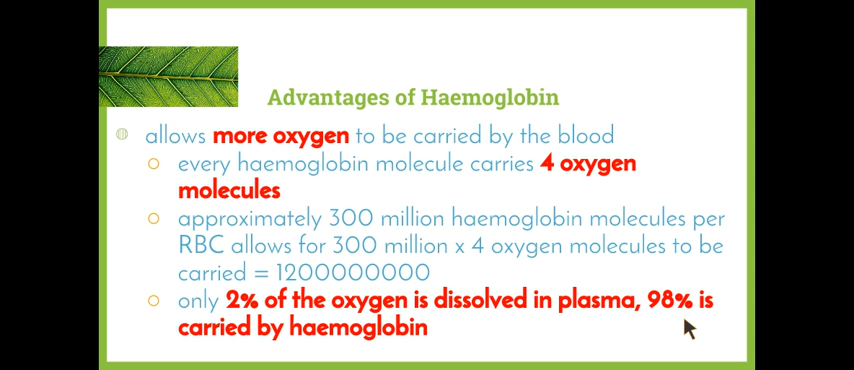 Advantages of Haemoglobin
allows more oxygen to be carried by the blood
every haemoglobin molecule carries 4 oxygen
molecules
approximately 300 million haemoglobin molecules per
RBC allows for 300 million x 4 oxygen molecules to be
carried = 1200000000
only 2% of the oxygen is dissolved in plasma, 98% is
carried by haemoglobin